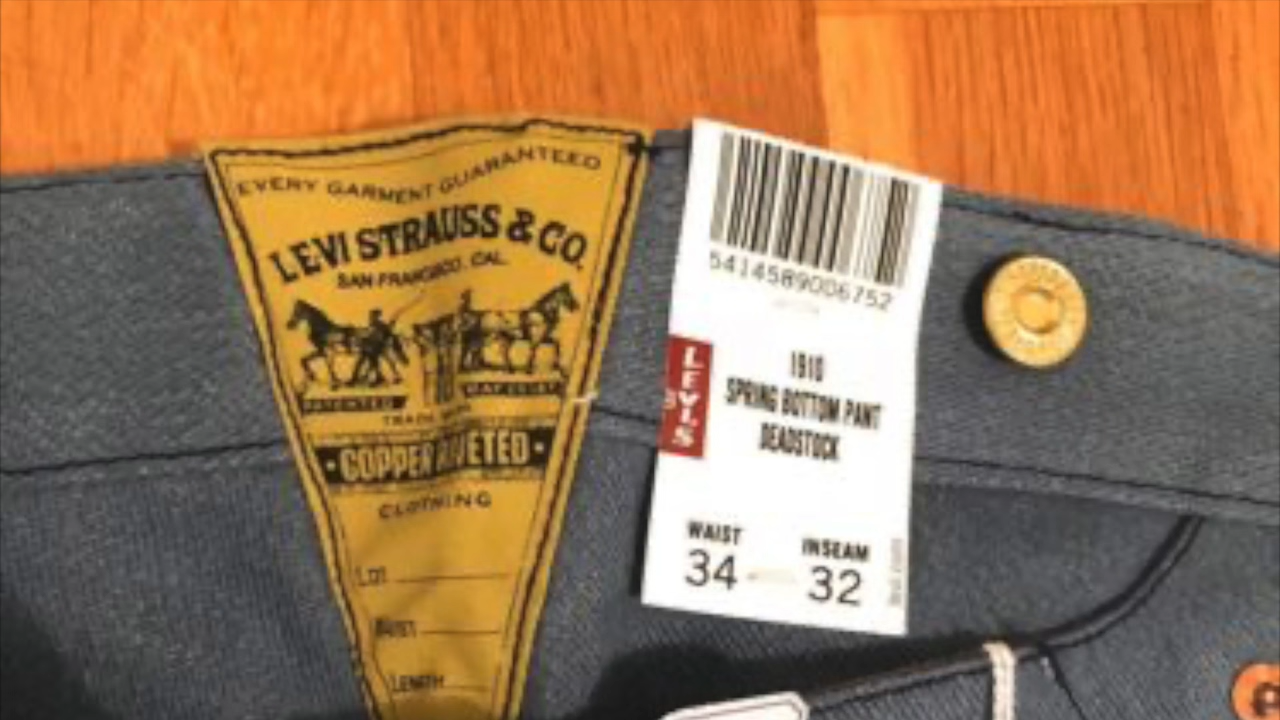 EVERY GARMENT GUARANTEED
LEVI STRAUSS & CO.
SAN FRANCISCO. CAL.
PATENTED
TRADE MARK
COPPER RIVETED
CLOTHING
LOT
WAIST
LENGTH
5414589006752
LEVI'S
1910
SPRING BOTTOM PANT
DEADSTOCK
WAIST INSEAM
34 32